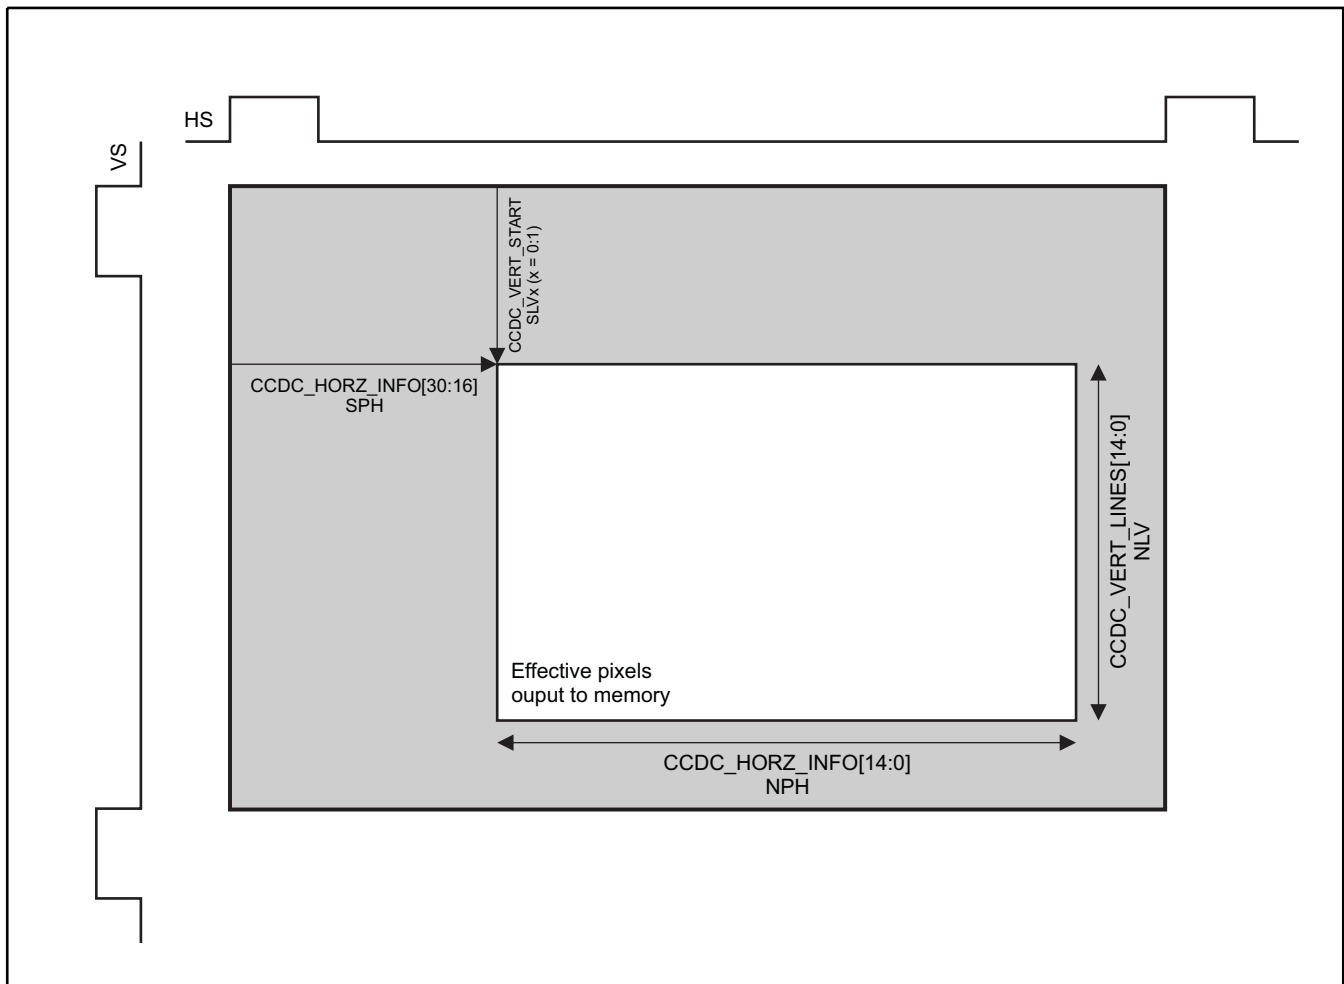 HS
VS
CCDC_VERT_START
SLVx (x = 0:1)
CCDC_HORZ_INFO[30:16]
SPH
CCDC_VERT_LINES[14:0]
NLV
Effective pixels
ouput to memory
CCDC_HORZ_INFO[14:0]
NPH